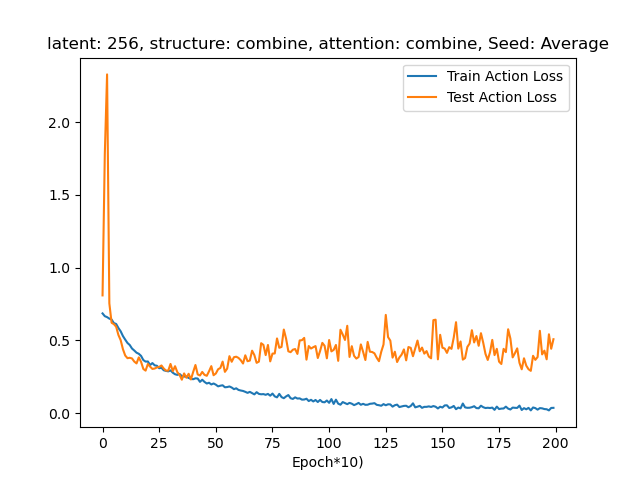 latent: 256, structure: combine, attention: combine, Seed: Average
Train Action Loss
Test Action Loss
2.0
1.5
1.0
0.5
0.0
0 25 50 75 100 125 150 175 200
Epoch*10)